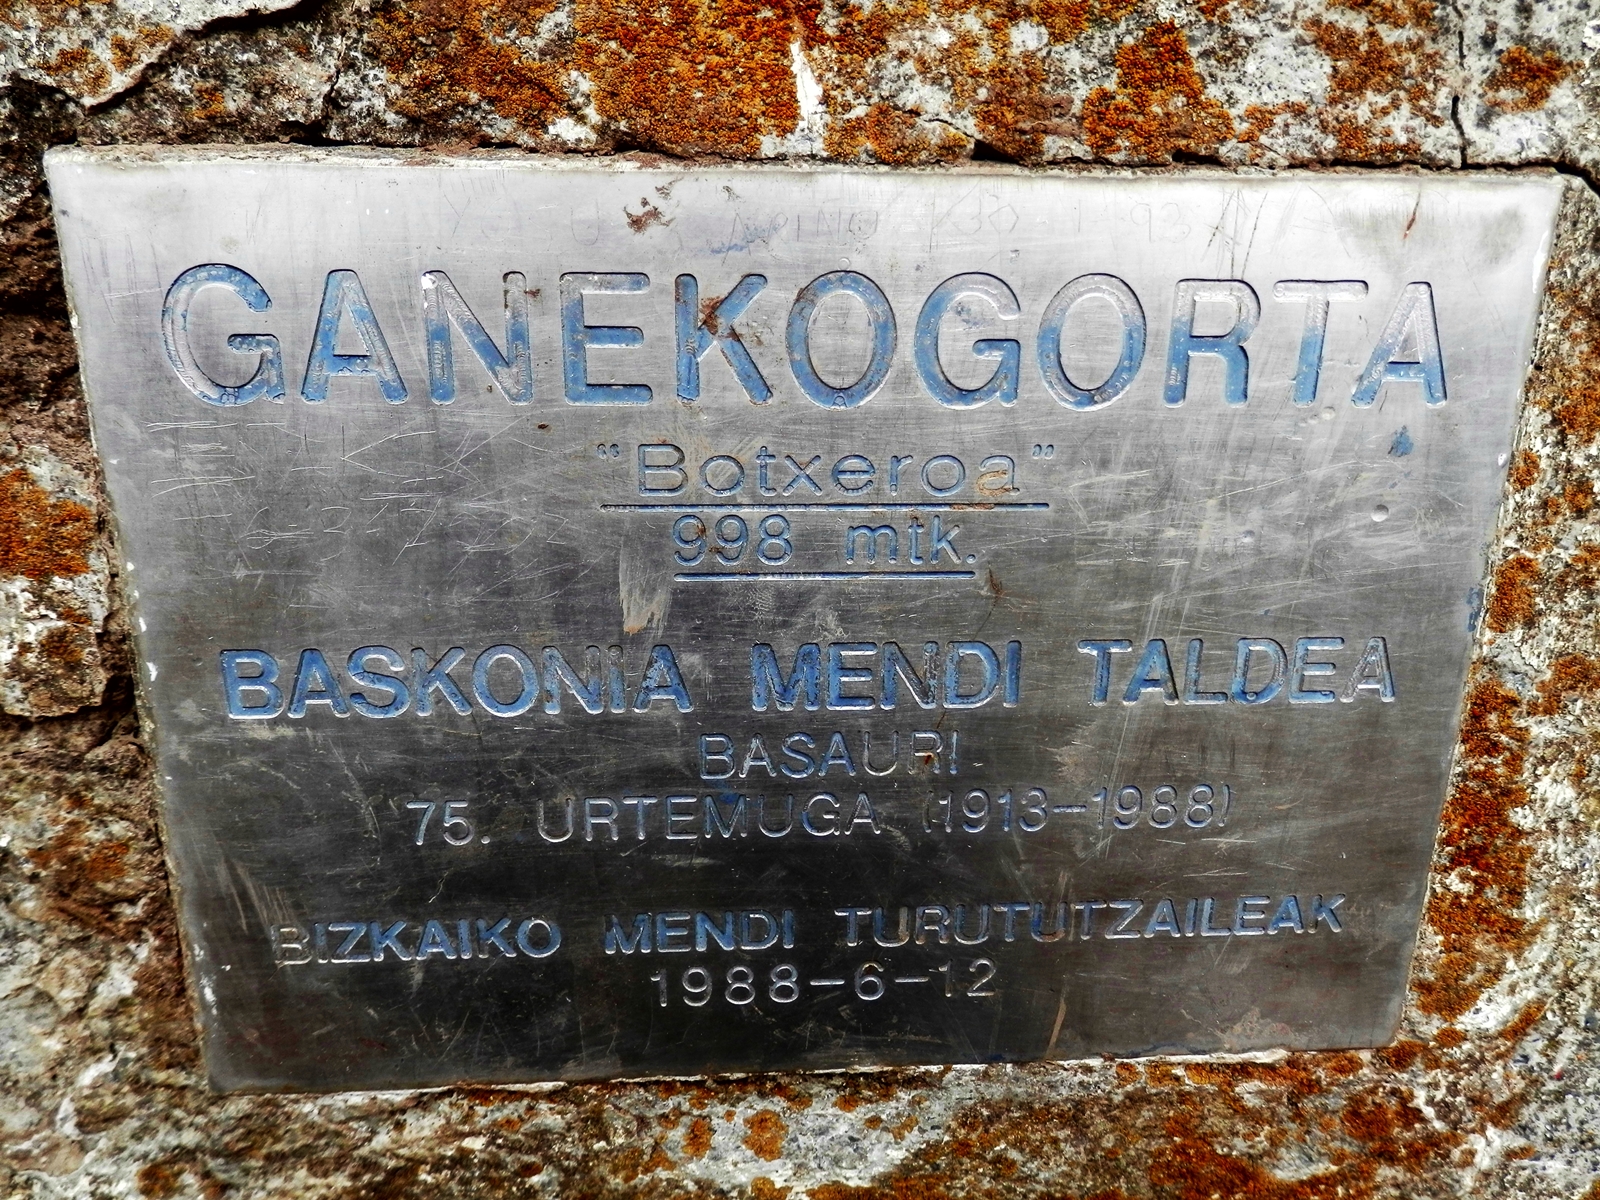 GANEKOGORTA
"Botxeroa"
998 mtk.
BASKONIA MENDI TALDEA
BASAURI
75. URTEMUGA (1913-1988)
BIZKAIKO MENDI TURUTUTZAILEAK
1988-6-12